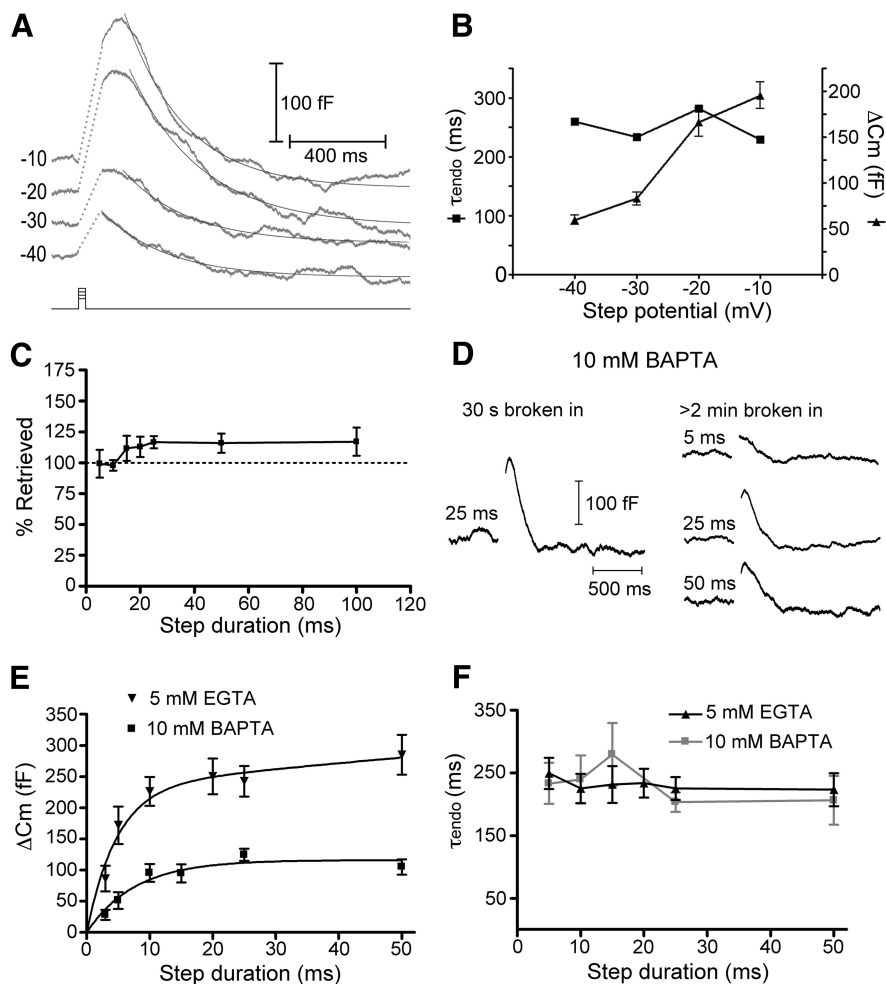 A
-10
-20
-30
-40
100 fF
400 ms
B
τendo (ms)
300
200
100
0
ΔCm (fF)
200
150
100
50
0
-40 -30 -20 -10
Step potential (mV)
C
% Retrieved
175
150
125
100
75
50
25
0
0 20 40 60 80 100 120
Step duration (ms)
D
10 mM BAPTA
30 s broken in
>2 min broken in
25 ms
100 fF
500 ms
5 ms
25 ms
50 ms
E
5 mM EGTA
10 mM BAPTA
ΔCm (fF)
350
300
250
200
150
100
50
0
0 10 20 30 40 50
Step duration (ms)
F
5 mM EGTA
10 mM BAPTA
τendo (ms)
350
250
150
50
0 10 20 30 40 50
Step duration (ms)